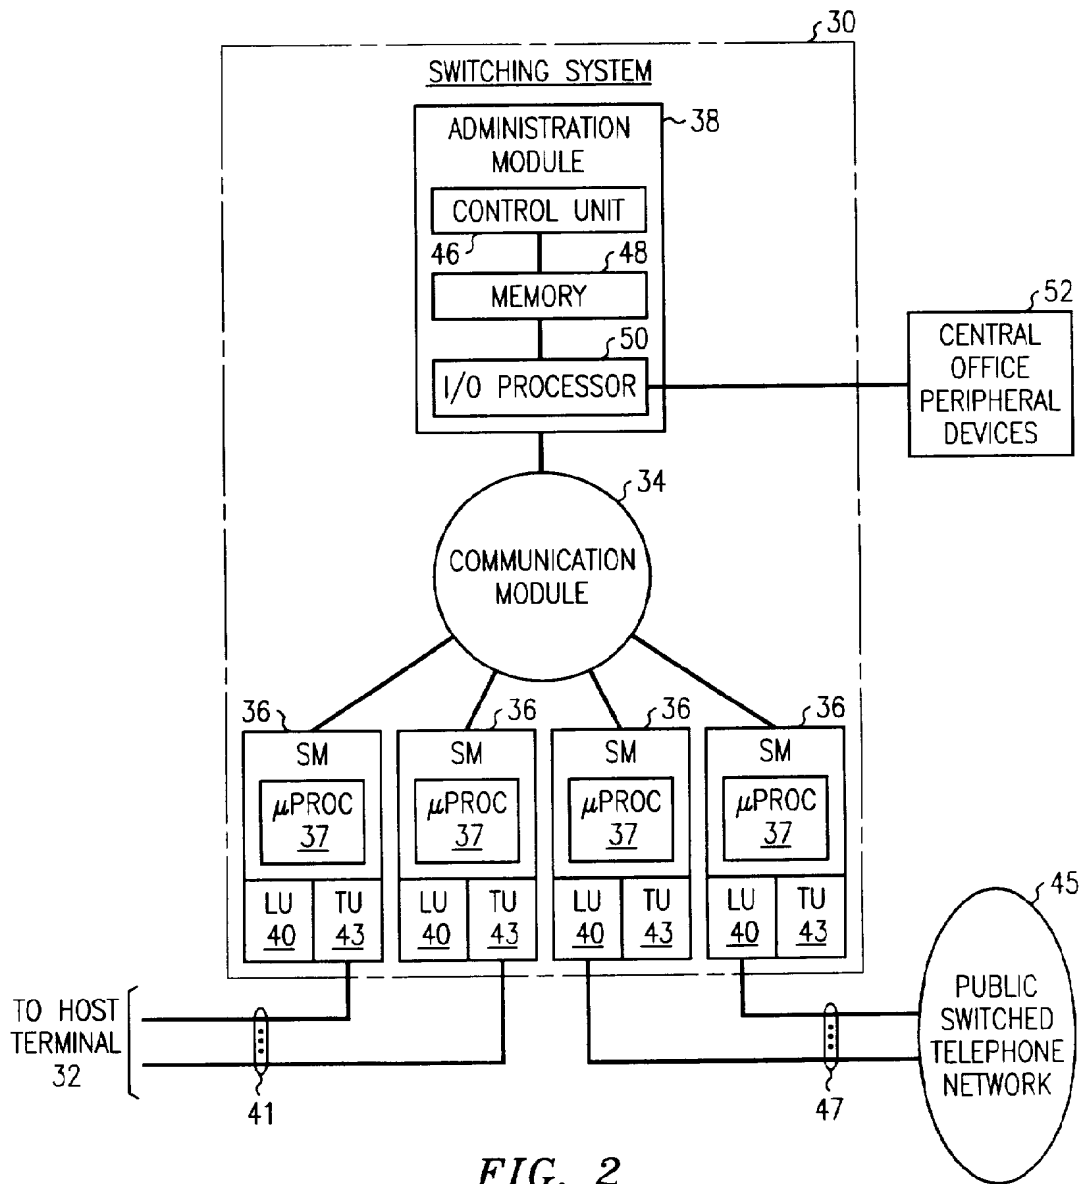 30
SWITCHING SYSTEM
38
ADMINISTRATION
MODULE
CONTROL UNIT
46
48
MEMORY
50
I/O PROCESSOR
52
CENTRAL
OFFICE
PERIPHERAL
DEVICES
34
COMMUNICATION
MODULE
36 36 36 36
SM SM SM SM
μPROC μPROC μPROC μPROC
37 37 37 37
LU TU LU TU LU TU LU TU
40 43 40 43 40 43 40 43
45
PUBLIC
SWITCHED
TELEPHONE
NETWORK
TO HOST
TERMINAL
32
41
47
FIG. 2